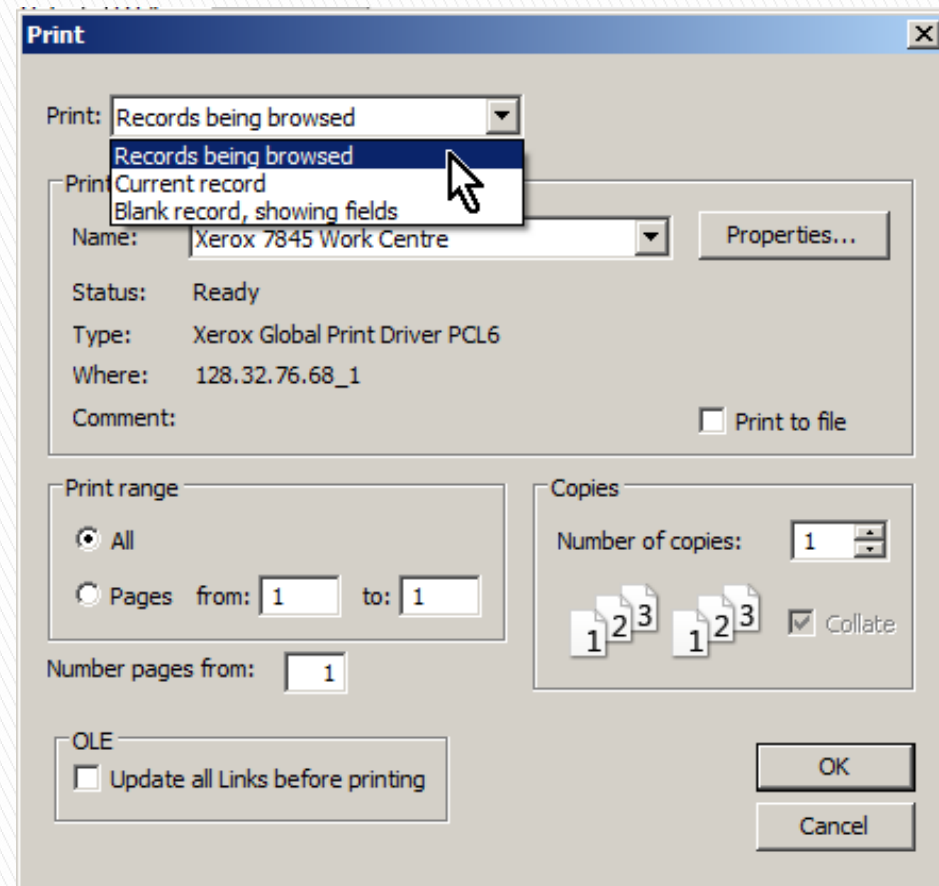 Print
Print: Records being browsed
Records being browsed
Current record
Blank record, showing fields
Print
Name: Xerox 7845 Work Centre Properties...
Status: Ready
Type: Xerox Global Print Driver PCL6
Where: 128.32.76.68_1
Comment: Print to file
Print range Copies
All Number of copies: 1
Pages from: 1 to: 1
1 2 3 1 2 3 Collate
Number pages from: 1
OLE
Update all Links before printing
OK
Cancel